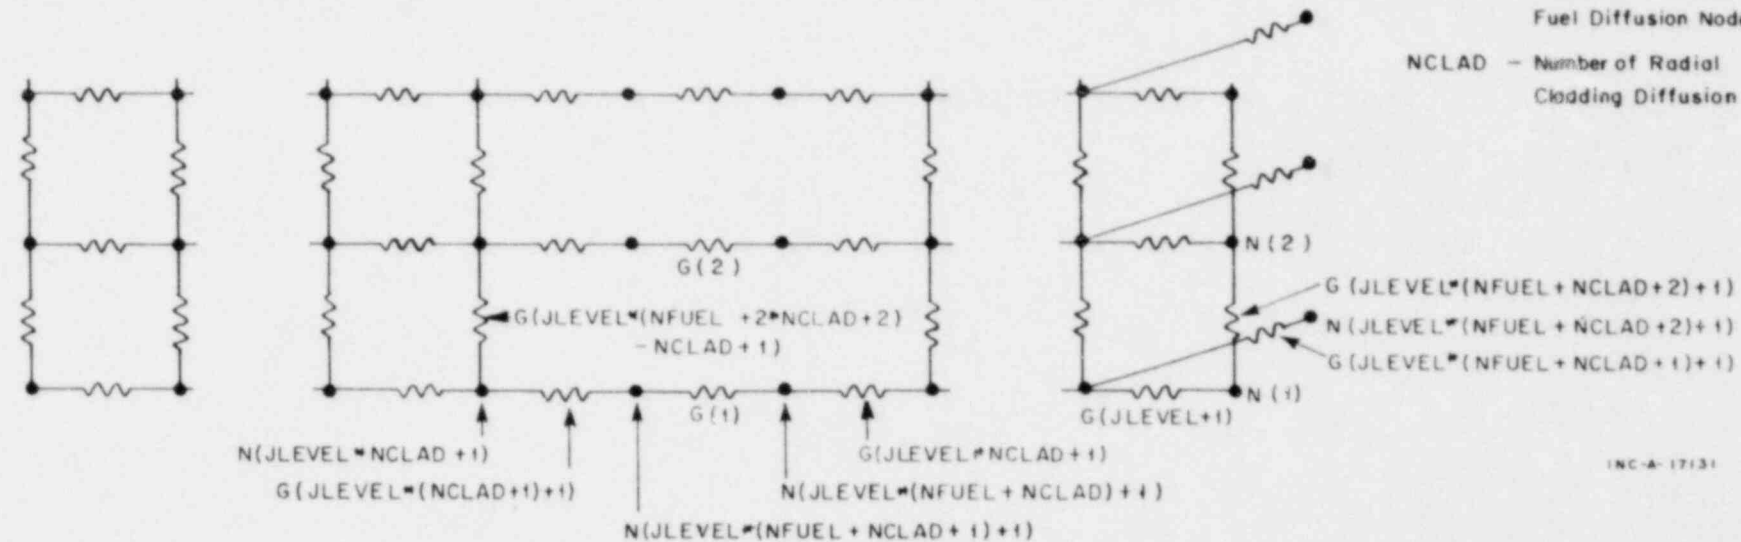 Fuel Diffusion Nod
NCLAD – Number of Radial
Cladding Diffusion
N(2)
G(2)
G(JLEVEL*(NFUEL+NCLAD+2)+1)
G(JLEVEL*(NFUEL +2*NCLAD+2)
-NCLAD+1)
N(JLEVEL*(NFUEL+NCLAD+2)+1)
G(JLEVEL*(NFUEL+NCLAD+1)+1)
N(1)
G(1)
G(JLEVEL+1)
N(JLEVEL*NCLAD+1)
G(JLEVEL*NCLAD+1)
INC-A-17131
G(JLEVEL*(NCLAD+1)+1)
N(JLEVEL*(NFUEL+NCLAD)+1)
N(JLEVEL*(NFUEL+NCLAD+1)+1)